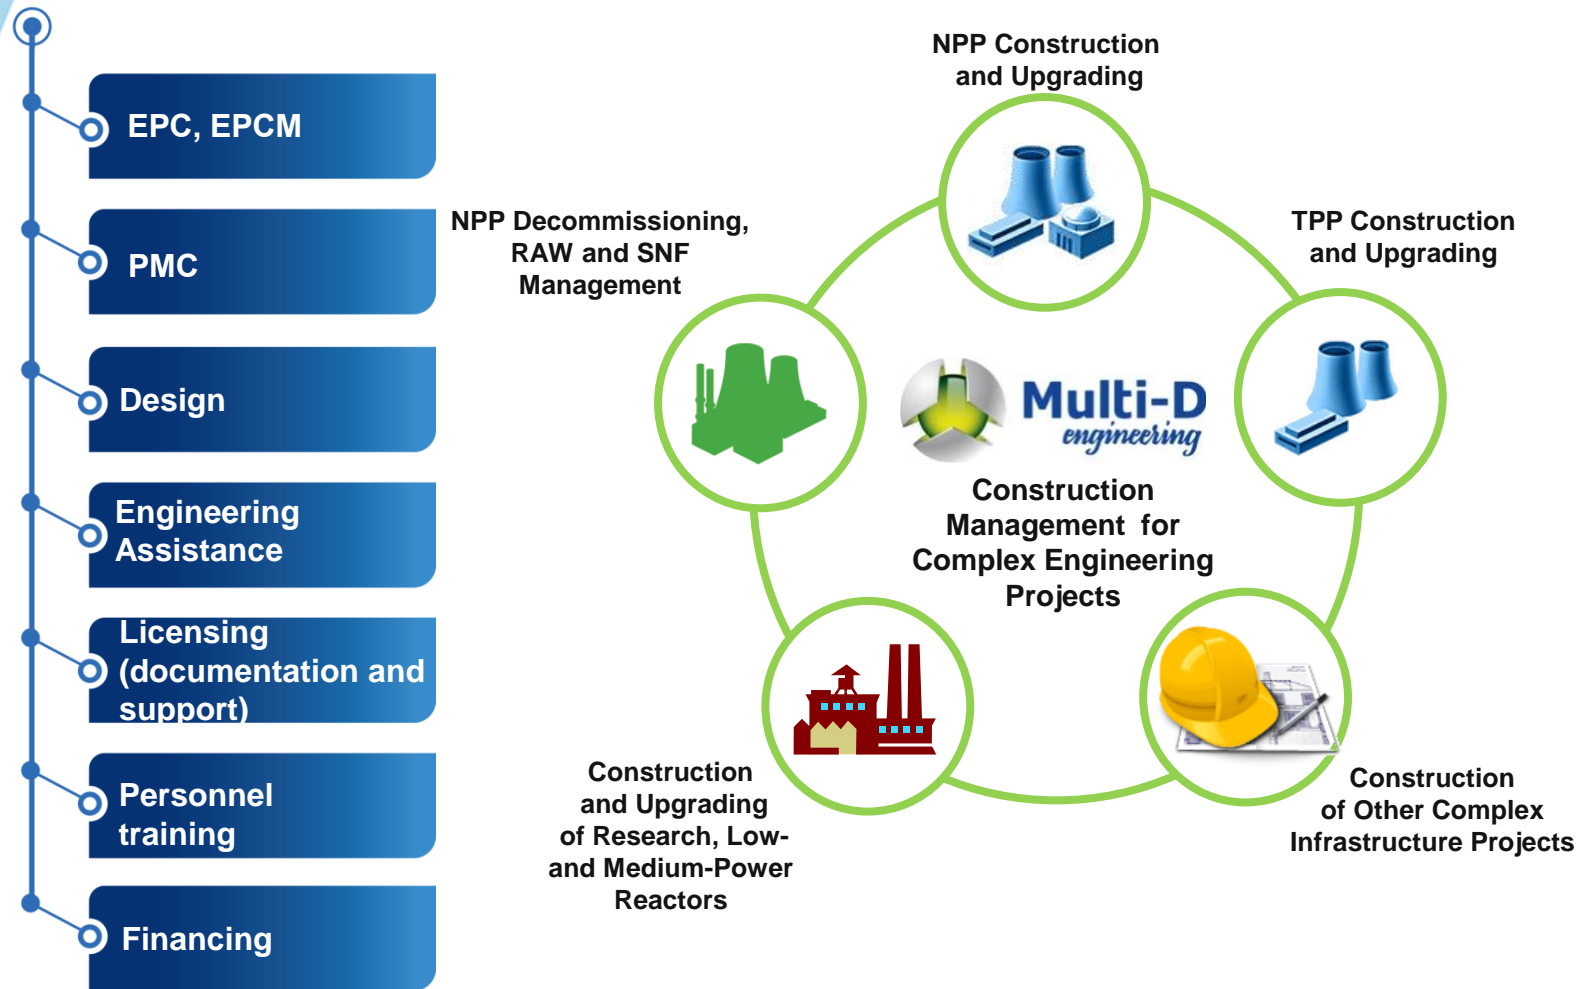 EPC, EPCM
PMC
Design
Engineering
Assistance
Licensing
(documentation and
support)
Personnel
training
Financing
NPP Construction
and Upgrading
NPP Decommissioning,
RAW and SNF
Management
TPP Construction
and Upgrading
Multi-D
engineering
Construction
Management for
Complex Engineering
Projects
Construction
and Upgrading
of Research, Low-
and Medium-Power
Reactors
Construction
of Other Complex
Infrastructure Projects